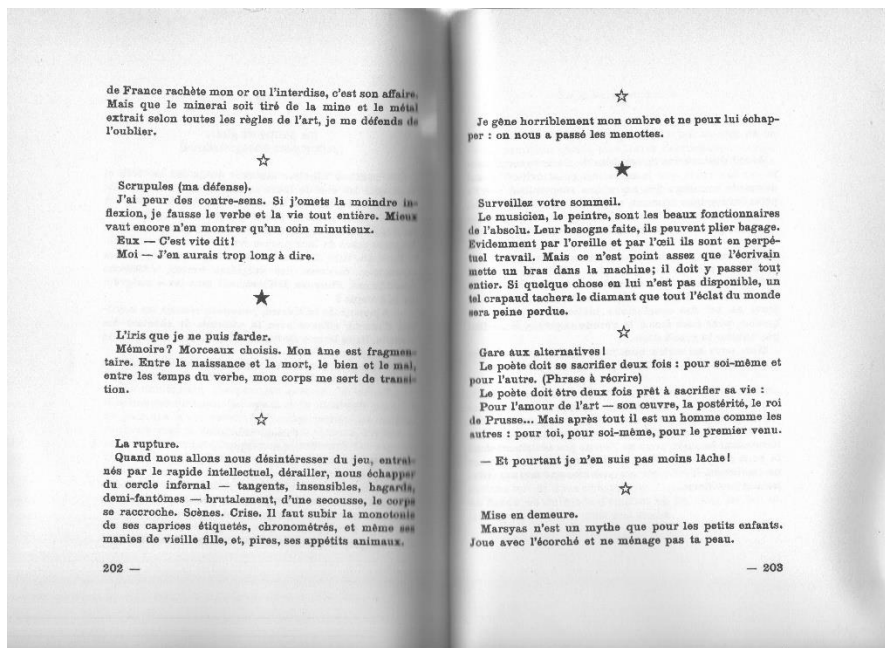 de France rachète mon or ou l'interdise, c'est son affaire.
Mais que le minerai soit tiré de la mine et le métal
extrait selon toutes les règles de l'art, je me défends de
l'oublier.
☆
Scrupules (ma défense).
J'ai peur des contre-sens. Si j'omets la moindre in-
flexion, je fausse le verbe et la vie tout entière. Mieux
vaut encore n'en montrer qu'un coin minutieux.
Eux — C'est vite dit!
Moi — J'en aurais trop long à dire.
★
L'iris que je ne puis farder.
Mémoire? Morceaux choisis. Mon âme est fragmen-
taire. Entre la naissance et la mort, le bien et le mal,
entre les temps du verbe, mon corps me sert de transi-
tion.
☆
La rupture.
Quand nous allons nous désintéresser du jeu, entraî-
nés par le rapide intellectuel, dérailler, nous échapper
du cercle infernal — tangents, insensibles, hagards,
demi-fantômes — brutalement, d'une secousse, le corps
se raccroche. Scènes. Crise. Il faut subir la monotonie
de ses caprices étiquetés, chronométrés, et même ses
manies de vieille fille, et, pires, ses appétits animaux.
202 —
☆
Je gêne horriblement mon ombre et ne peux lui échap-
per : on nous a passé les menottes.
★
Surveillez votre sommeil.
Le musicien, le peintre, sont les beaux fonctionnaires
de l'absolu. Leur besogne faite, ils peuvent plier bagage.
Evidemment par l'oreille et par l'œil ils sont en perpé-
tuel travail. Mais ce n'est point assez que l'écrivain
mette un bras dans la machine; il doit y passer tout
entier. Si quelque chose en lui n'est pas disponible, un
tel crapaud tachera le diamant que tout l'éclat du monde
sera peine perdue.
☆
Gare aux alternatives!
Le poète doit se sacrifier deux fois : pour soi-même et
pour l'autre. (Phrase à récrire)
Le poète doit être deux fois prêt à sacrifier sa vie :
Pour l'amour de l'art — son œuvre, la postérité, le roi
de Prusse... Mais après tout il est un homme comme les
autres : pour toi, pour soi-même, pour le premier venu.
— Et pourtant je n'en suis pas moins lâche!
☆
Mise en demeure.
Marsyas n'est un mythe que pour les petits enfants.
Joue avec l'écorché et ne ménage pas ta peau.
— 203